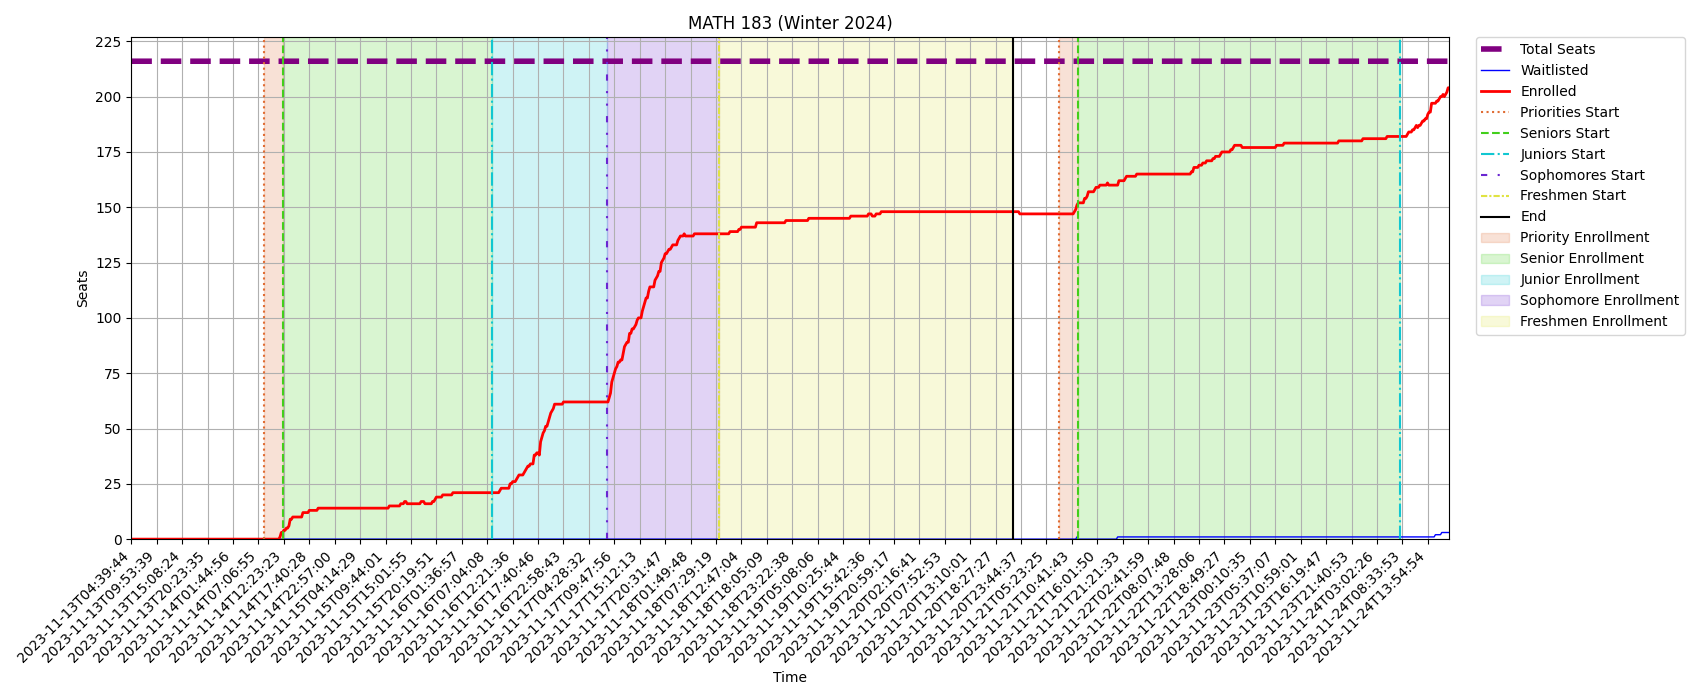 MATH 183 (Winter 2024)
225
200
175
150
125
100
75
50
25
0
Seats
2023-11-13T04:39:44
2023-11-13T09:53:39
2023-11-13T15:08:24
2023-11-13T20:23:35
2023-11-14T01:44:56
2023-11-14T07:06:55
2023-11-14T12:23:23
2023-11-14T17:40:28
2023-11-14T22:57:00
2023-11-15T04:14:29
2023-11-15T09:44:01
2023-11-15T15:01:55
2023-11-15T20:19:51
2023-11-16T01:36:57
2023-11-16T07:04:08
2023-11-16T12:21:36
2023-11-16T17:40:46
2023-11-16T22:58:43
2023-11-17T04:28:32
2023-11-17T09:47:56
2023-11-17T15:12:13
2023-11-17T20:31:47
2023-11-18T01:49:48
2023-11-18T07:29:19
2023-11-18T12:47:04
2023-11-18T18:05:09
2023-11-18T23:22:38
2023-11-19T05:08:06
2023-11-19T10:25:44
2023-11-19T15:42:36
2023-11-19T20:59:17
2023-11-20T02:16:41
2023-11-20T07:52:53
2023-11-20T13:10:01
2023-11-20T18:27:27
2023-11-20T23:44:37
2023-11-21T05:23:25
2023-11-21T10:41:43
2023-11-21T16:01:50
2023-11-21T21:21:33
2023-11-22T02:41:59
2023-11-22T08:07:48
2023-11-22T13:28:06
2023-11-22T18:49:27
2023-11-23T00:10:35
2023-11-23T05:37:07
2023-11-23T10:59:01
2023-11-23T16:19:47
2023-11-23T21:40:53
2023-11-24T03:02:26
2023-11-24T08:33:53
2023-11-24T13:54:54
Time
Total Seats
Waitlisted
Enrolled
Priorities Start
Seniors Start
Juniors Start
Sophomores Start
Freshmen Start
End
Priority Enrollment
Senior Enrollment
Junior Enrollment
Sophomore Enrollment
Freshmen Enrollment